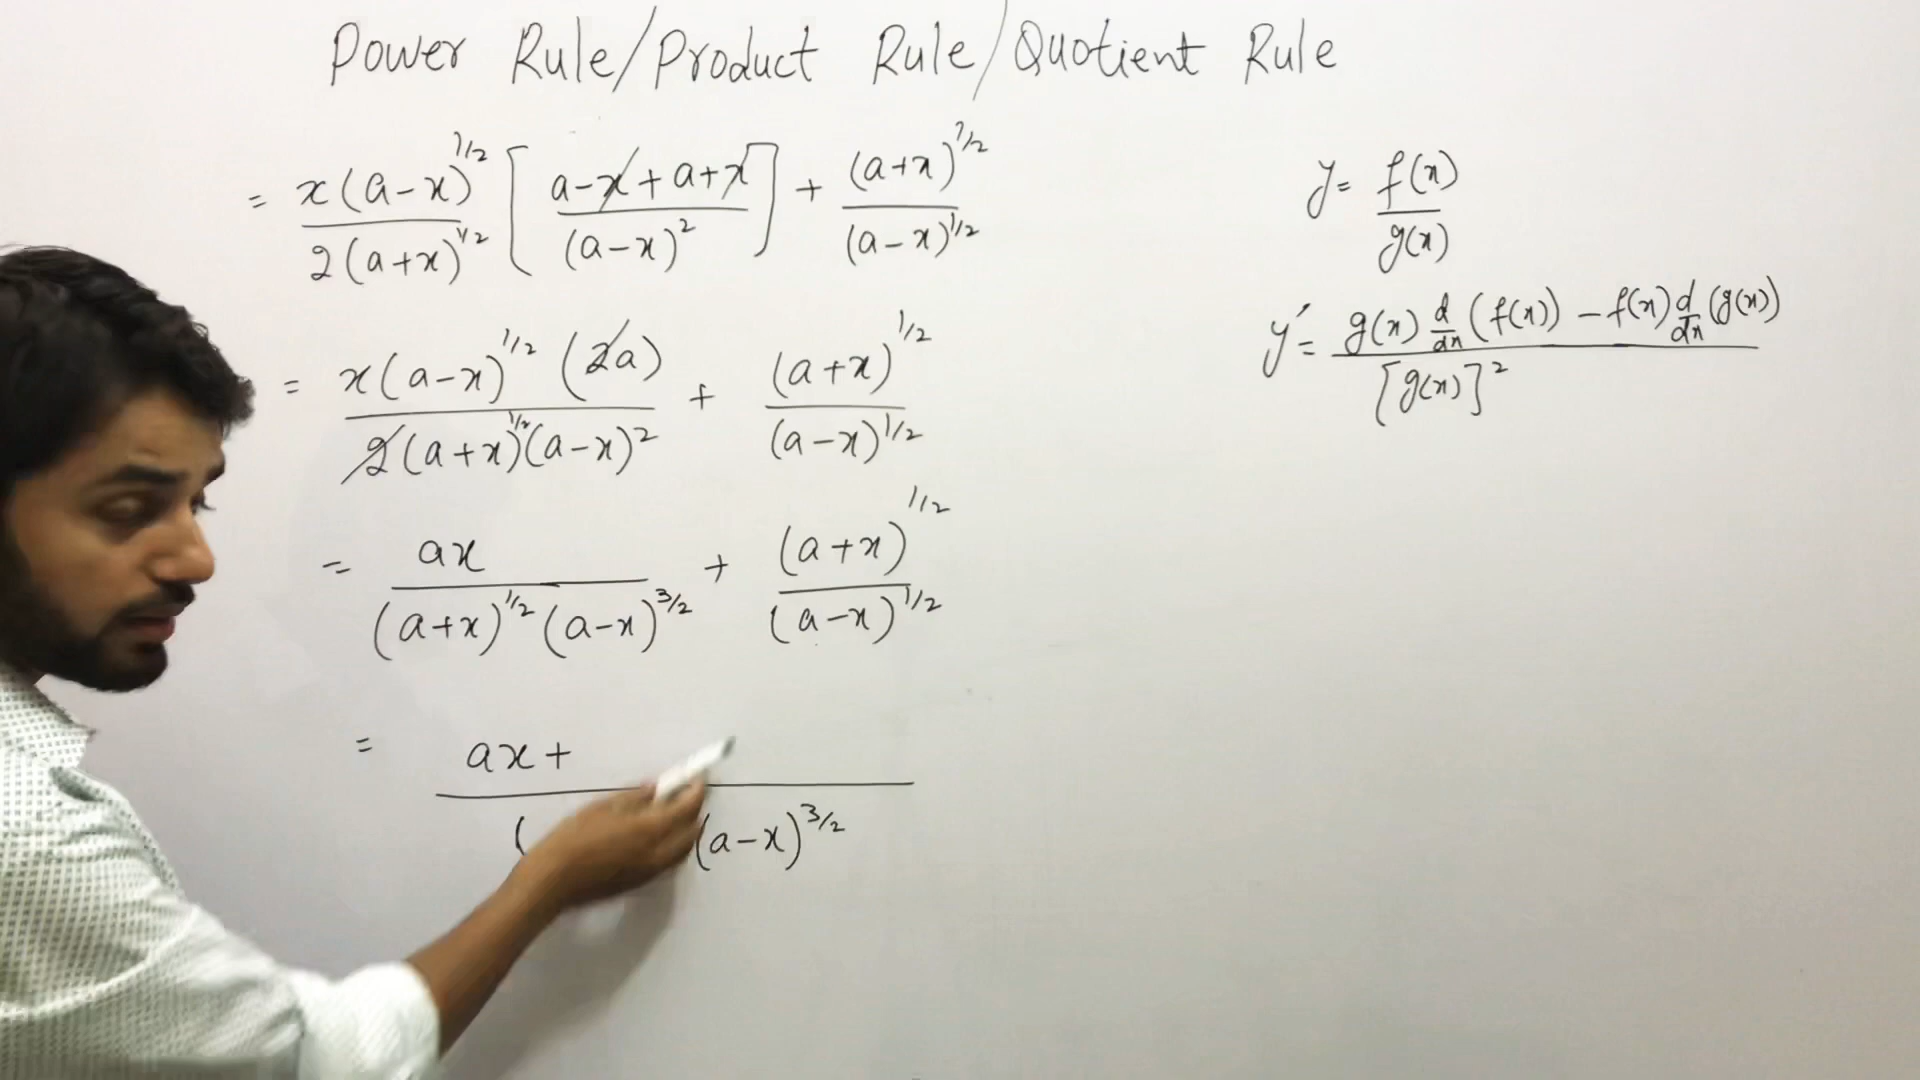 Power Rule/Product Rule/Quotient Rule
= x(a-x)^1/2 / 2(a+x)^1/2 [ a-x+a+x / (a-x)^2 ] + (a+x)^1/2 / (a-x)^1/2
= x(a-x)^1/2 (2a) / 2(a+x)^1/2(a-x)^2 + (a+x)^1/2 / (a-x)^1/2
= ax / (a+x)^1/2 (a-x)^3/2 + (a+x)^1/2 / (a-x)^1/2
= ax+ / ( (a-x)^3/2
y = f(x) / g(x)
y' = g(x) d/dx (f(x)) - f(x) d/dx (g(x)) / [g(x)]^2